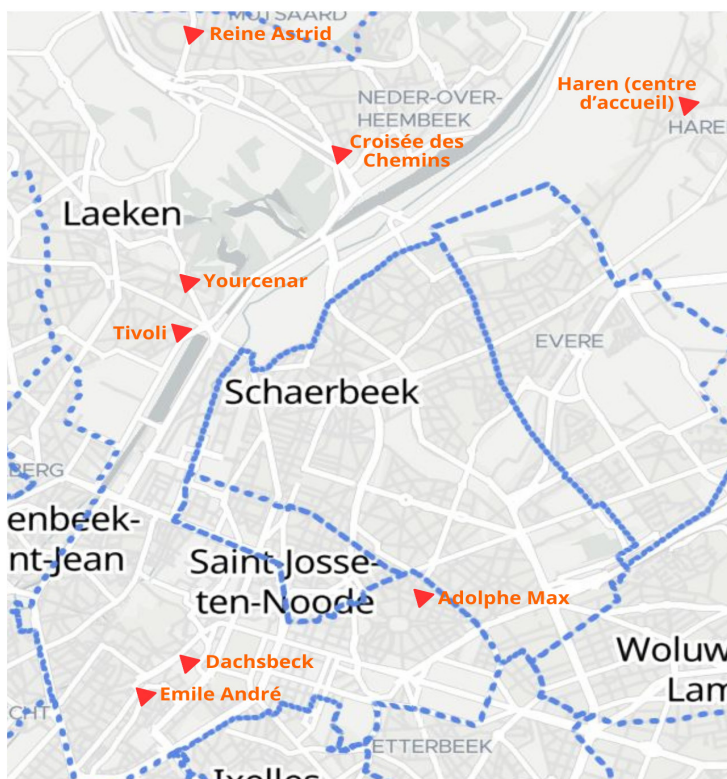 MUTSAARD
Reine Astrid
Haren (centre
d’accueil)
NEDER-OVER-
HEEMBEEK
HARE
Croisée des
Chemins
Laeken
Yourcenar
Tivoli
EVERE
Schaerbeek
BERG
enbeek-
nt-Jean
Saint Josse-
ten-Noode
Adolphe Max
Woluw
Lam
Dachsbeck
Emile André
CHT
ETTERBEEK
Ixelles